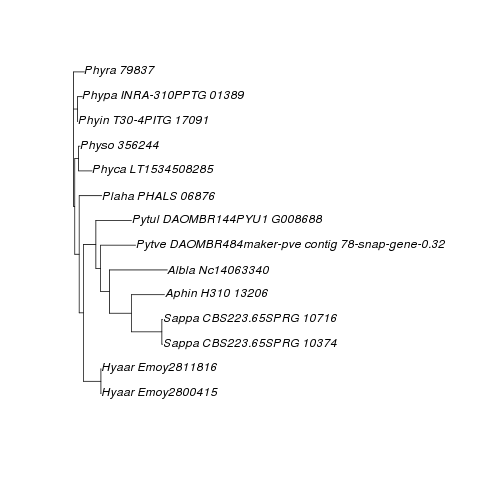 Phyra 79837
Phypa INRA-310PPTG 01389
Phyin T30-4PITG 17091
Physo 356244
Phyca LT1534508285
Plaha PHALS 06876
Pytul DAOMBR144PYU1 G008688
Pytve DAOMBR484maker-pve contig 78-snap-gene-0.32
Albla Nc14063340
Aphin H310 13206
Sappa CBS223.65SPRG 10716
Sappa CBS223.65SPRG 10374
Hyaar Emoy2811816
Hyaar Emoy2800415